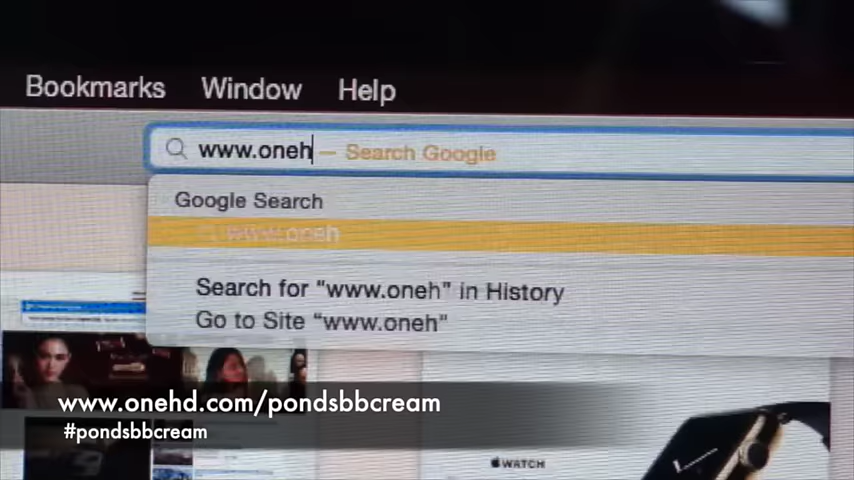 Bookmarks Window Help
www.oneh — Search Google
Google Search
www.oneh
Search for "www.oneh" in History
Go to Site "www.oneh"
www.onehd.com/pondsbbcream
#pondsbbcream
WATCH